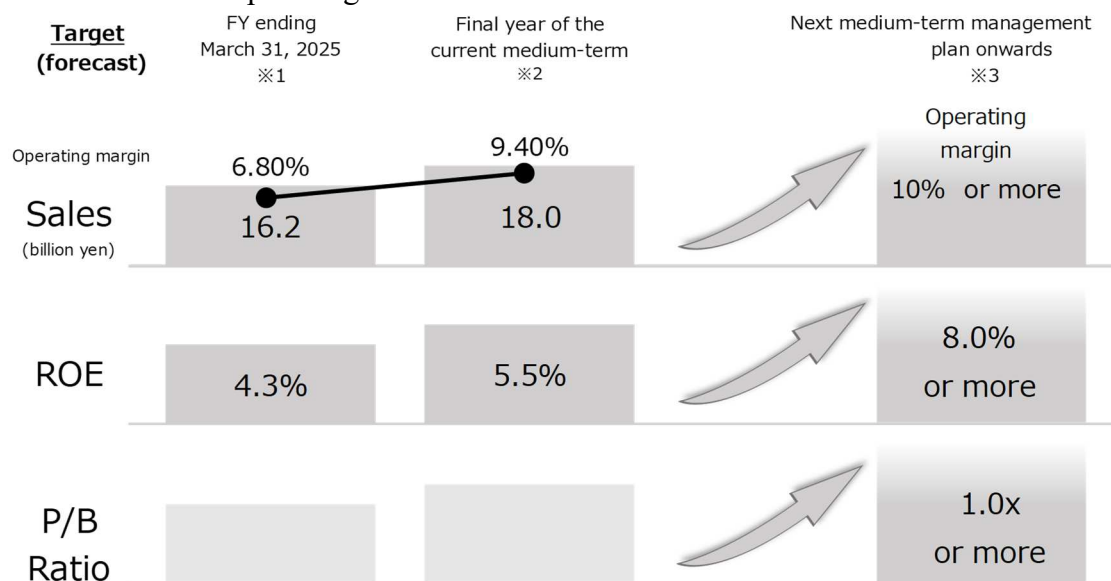 Target
(forecast)
FY ending
March 31, 2025
※1
Final year of the
current medium-term
※2
Next medium-term management
plan onwards
※3
Operating margin
6.80%
9.40%
Operating
margin
10% or more
Sales
(billion yen)
16.2
18.0
ROE
4.3%
5.5%
8.0%
or more
P/B
Ratio
1.0x
or more